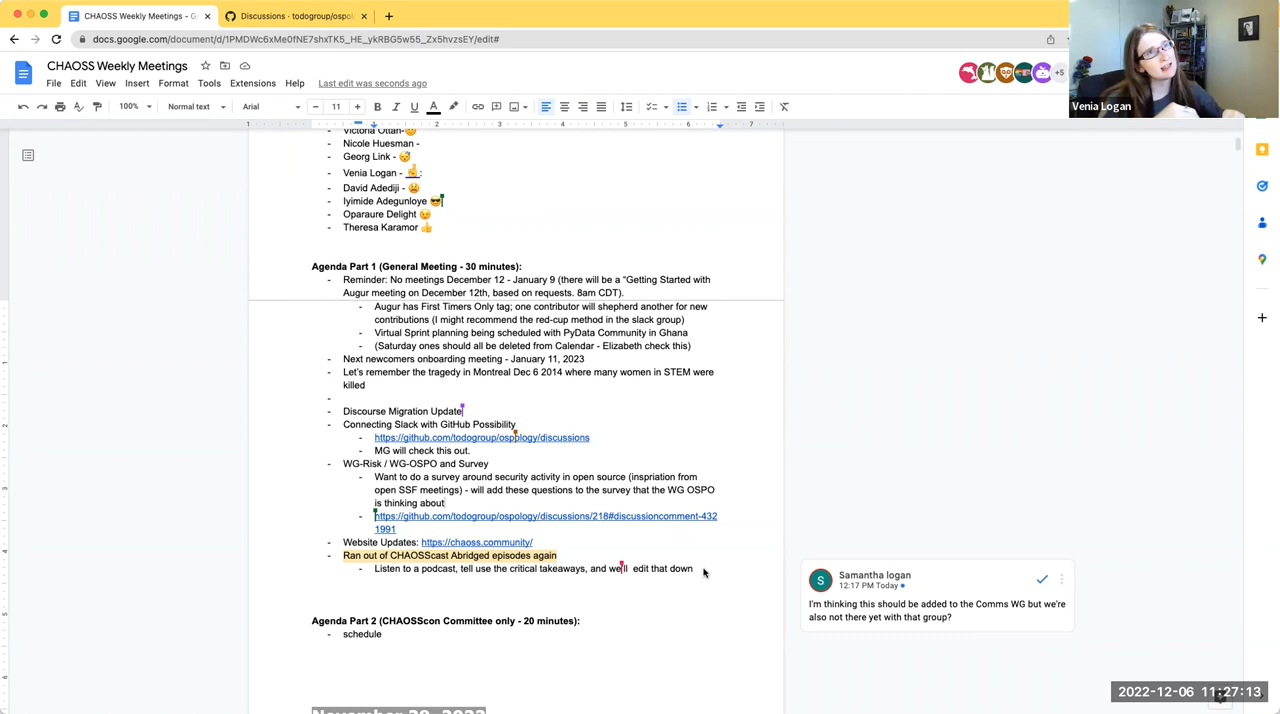 CHAOSS Weekly Meetings - G
Discussions · todogroup/ospolo
docs.google.com/document/d/1PMDWc6xMe0fNE7shxTK5_HE_ykRBG5w55_Zx5hvzsEY/edit#
CHAOSS Weekly Meetings
File Edit View Insert Format Tools Extensions Help Last edit was seconds ago
+5
Venia Logan
100% Normal text Arial 11
1 2 3 4 5 6 7
Victoria Ottah-
- Nicole Huesman -
- Georg Link -
- Venia Logan - :
- David Adediji -
- Iyimide Adegunloye
- Oparaure Delight
- Theresa Karamor
Agenda Part 1 (General Meeting - 30 minutes):
- Reminder: No meetings December 12 - January 9 (there will be a “Getting Started with
Augur meeting on December 12th, based on requests. 8am CDT).
- Augur has First Timers Only tag; one contributor will shepherd another for new
contributions (I might recommend the red-cup method in the slack group)
- Virtual Sprint planning being scheduled with PyData Community in Ghana
- (Saturday ones should all be deleted from Calendar - Elizabeth check this)
- Next newcomers onboarding meeting - January 11, 2023
- Let’s remember the tragedy in Montreal Dec 6 2014 where many women in STEM were
killed
-
- Discourse Migration Update
- Connecting Slack with GitHub Possibility
- https://github.com/todogroup/ospology/discussions
- MG will check this out.
- WG-Risk / WG-OSPO and Survey
- Want to do a survey around security activity in open source (inspriation from
open SSF meetings) - will add these questions to the survey that the WG OSPO
is thinking about
- https://github.com/todogroup/ospology/discussions/218#discussioncomment-432
1991
- Website Updates: https://chaoss.community/
- Ran out of CHAOSScast Abridged episodes again
- Listen to a podcast, tell use the critical takeaways, and we’ll edit that down
S
Samantha logan
12:17 PM Today
I'm thinking this should be added to the Comms WG but we're
also not there yet with that group?
Agenda Part 2 (CHAOSScon Committee only - 20 minutes):
- schedule
November 29, 2022
2022-12-06 11:27:13